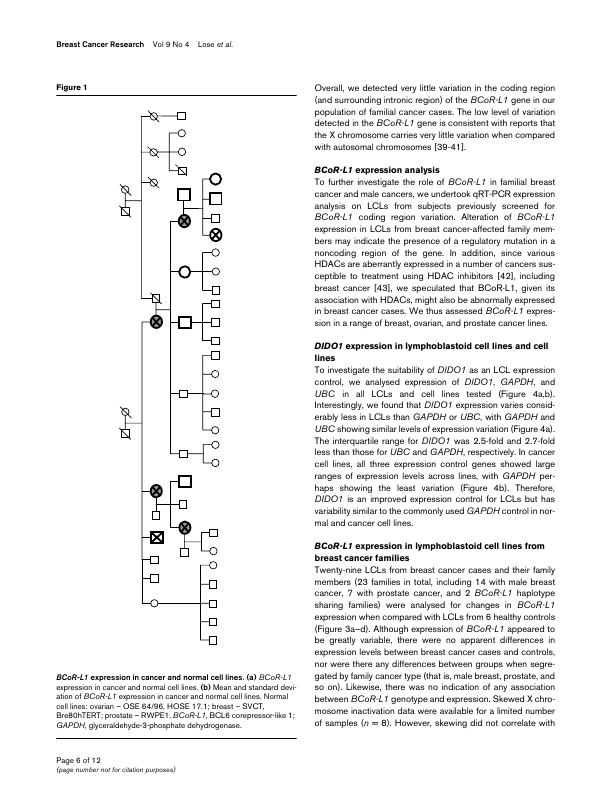 Breast Cancer Research Vol 9 No 4 Lose et al.
Figure 1
BCoR-L1 expression in cancer and normal cell lines. (a) BCoR-L1
expression in cancer and normal cell lines. (b) Mean and standard devi-
ation of BCoR-L1 expression in cancer and normal cell lines. Normal
cell lines: ovarian – OSE 64/96, HOSE 17.1; breast – SVCT,
Bre80hTERT; prostate – RWPE1. BCoR-L1, BCL6 corepressor-like 1;
GAPDH, glyceraldehyde-3-phosphate dehydrogenase.
Overall, we detected very little variation in the coding region
(and surrounding intronic region) of the BCoR-L1 gene in our
population of familial cancer cases. The low level of variation
detected in the BCoR-L1 gene is consistent with reports that
the X chromosome carries very little variation when compared
with autosomal chromosomes [39-41].
BCoR-L1 expression analysis
To further investigate the role of BCoR-L1 in familial breast
cancer and male cancers, we undertook qRT-PCR expression
analysis on LCLs from subjects previously screened for
BCoR-L1 coding region variation. Alteration of BCoR-L1
expression in LCLs from breast cancer-affected family mem-
bers may indicate the presence of a regulatory mutation in a
noncoding region of the gene. In addition, since various
HDACs are aberrantly expressed in a number of cancers sus-
ceptible to treatment using HDAC inhibitors [42], including
breast cancer [43], we speculated that BCoR-L1, given its
association with HDACs, might also be abnormally expressed
in breast cancer cases. We thus assessed BCoR-L1 expres-
sion in a range of breast, ovarian, and prostate cancer lines.
DIDO1 expression in lymphoblastoid cell lines and cell
lines
To investigate the suitability of DIDO1 as an LCL expression
control, we analysed expression of DIDO1, GAPDH, and
UBC in all LCLs and cell lines tested (Figure 4a,b).
Interestingly, we found that DIDO1 expression varies consid-
erably less in LCLs than GAPDH or UBC, with GAPDH and
UBC showing similar levels of expression variation (Figure 4a).
The interquartile range for DIDO1 was 2.5-fold and 2.7-fold
less than those for UBC and GAPDH, respectively. In cancer
cell lines, all three expression control genes showed large
ranges of expression levels across lines, with GAPDH per-
haps showing the least variation (Figure 4b). Therefore,
DIDO1 is an improved expression control for LCLs but has
variability similar to the commonly used GAPDH control in nor-
mal and cancer cell lines.
BCoR-L1 expression in lymphoblastoid cell lines from
breast cancer families
Twenty-nine LCLs from breast cancer cases and their family
members (23 families in total, including 14 with male breast
cancer, 7 with prostate cancer, and 2 BCoR-L1 haplotype
sharing families) were analysed for changes in BCoR-L1
expression when compared with LCLs from 6 healthy controls
(Figure 3a–d). Although expression of BCoR-L1 appeared to
be greatly variable, there were no apparent differences in
expression levels between breast cancer cases and controls,
nor were there any differences between groups when segre-
gated by family cancer type (that is, male breast, prostate, and
so on). Likewise, there was no indication of any association
between BCoR-L1 genotype and expression. Skewed X chro-
mosome inactivation data were available for a limited number
of samples (n = 8). However, skewing did not correlate with
Page 6 of 12
(page number not for citation purposes)